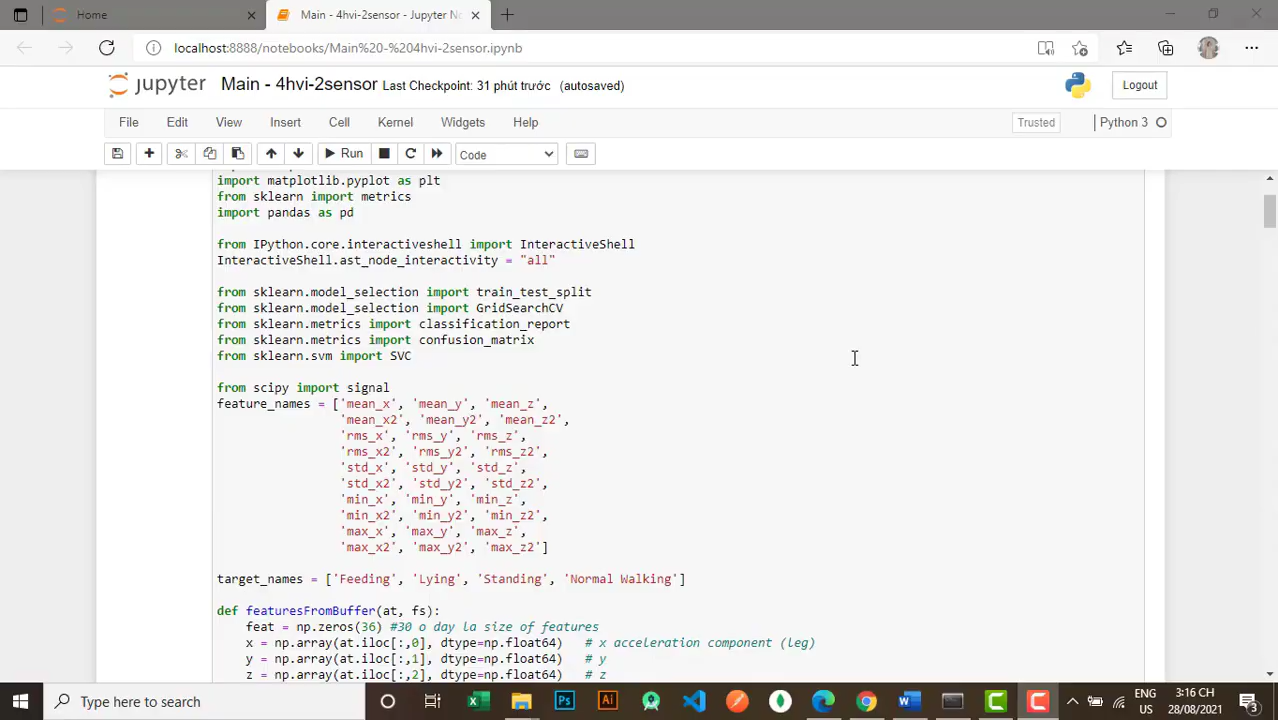 Home
Main - 4hvi-2sensor - Jupyter No
localhost:8888/notebooks/Main%20-%204hvi-2sensor.ipynb
jupyter Main - 4hvi-2sensor Last Checkpoint: 31 phút trước (autosaved)
Logout
File Edit View Insert Cell Kernel Widgets Help
Trusted
Python 3
Run
Code
import matplotlib.pyplot as plt
from sklearn import metrics
import pandas as pd
from IPython.core.interactiveshell import InteractiveShell
InteractiveShell.ast_node_interactivity = "all"
from sklearn.model_selection import train_test_split
from sklearn.model_selection import GridSearchCV
from sklearn.metrics import classification_report
from sklearn.metrics import confusion_matrix
from sklearn.svm import SVC
from scipy import signal
feature_names = ['mean_x', 'mean_y', 'mean_z',
'mean_x2', 'mean_y2', 'mean_z2',
'rms_x', 'rms_y', 'rms_z',
'rms_x2', 'rms_y2', 'rms_z2',
'std_x', 'std_y', 'std_z',
'std_x2', 'std_y2', 'std_z2',
'min_x', 'min_y', 'min_z',
'min_x2', 'min_y2', 'min_z2',
'max_x', 'max_y', 'max_z',
'max_x2', 'max_y2', 'max_z2']
target_names = ['Feeding', 'Lying', 'Standing', 'Normal Walking']
def featuresFromBuffer(at, fs):
feat = np.zeros(36) #30 o day la size of features
x = np.array(at.iloc[:,0], dtype=np.float64) # x acceleration component (leg)
y = np.array(at.iloc[:,1], dtype=np.float64) # y
z = np.array(at.iloc[:,2], dtype=np.float64) # z
Type here to search
Ps
Ai
ENG
US
3:16 CH
28/08/2021
3